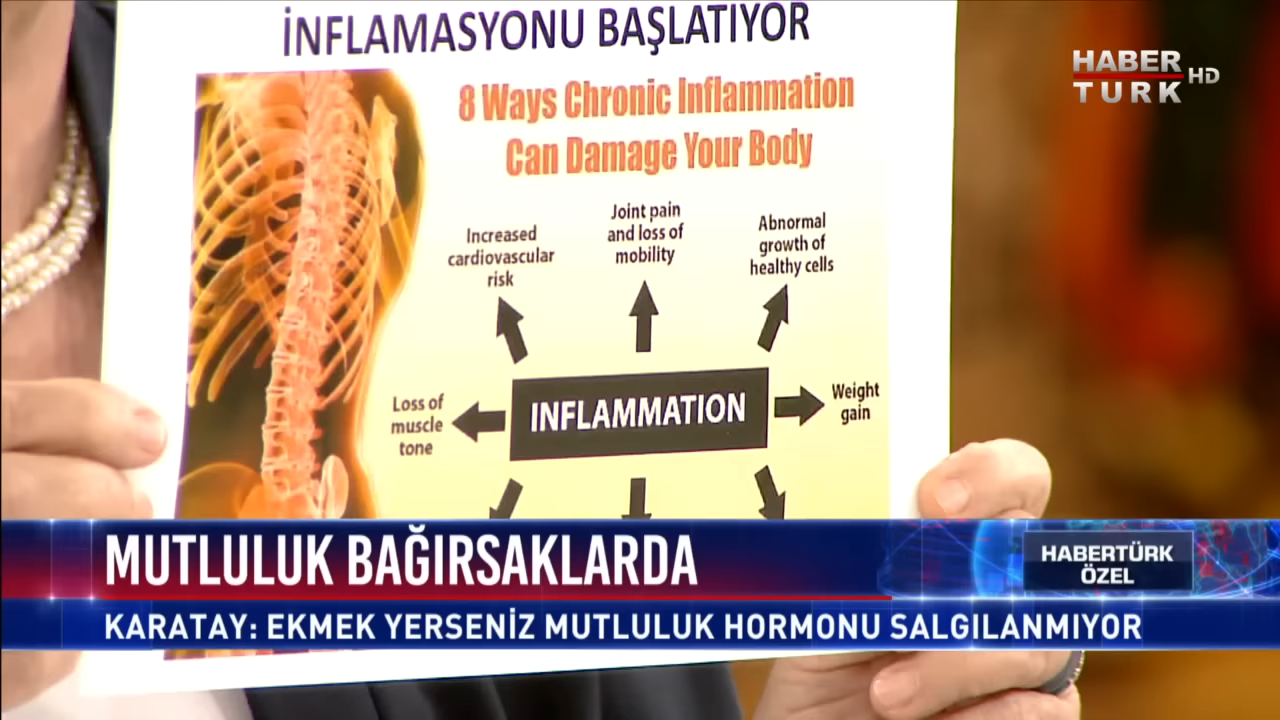 İNFLAMASYONU BAŞLATIYOR
HABER
TURK HD
8 Ways Chronic Inflammation
Can Damage Your Body
Increased
cardiovascular
risk
Joint pain
and loss of
mobility
Abnormal
growth of
healthy cells
Loss of
muscle
tone
INFLAMMATION
Weight
gain
MUTLULUK BAĞIRSAKLARDA
HABERTÜRK
ÖZEL
KARATAY: EKMEK YERSENİZ MUTLULUK HORMONU SALGILANMIYOR